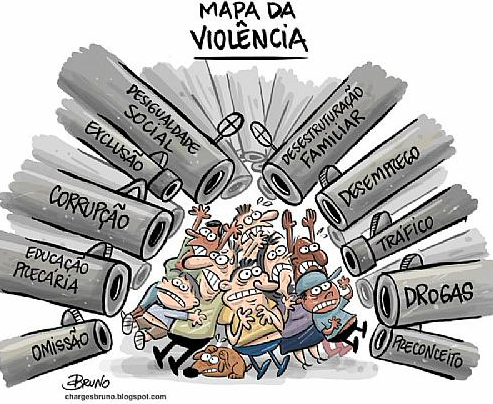 MAPA DA
VIOLÊNCIA
DESIGUALDADE
SOCIAL
EXCLUSÃO
CORRUPÇÃO
EDUCAÇÃO
PRECÁRIA
OMISSÃO
DESESTRUTURAÇÃO
FAMILIAR
DESEMPREGO
TRÁFICO
DROGAS
PRECONCEITO
BRUNO
chargesbruno.blogspot.com